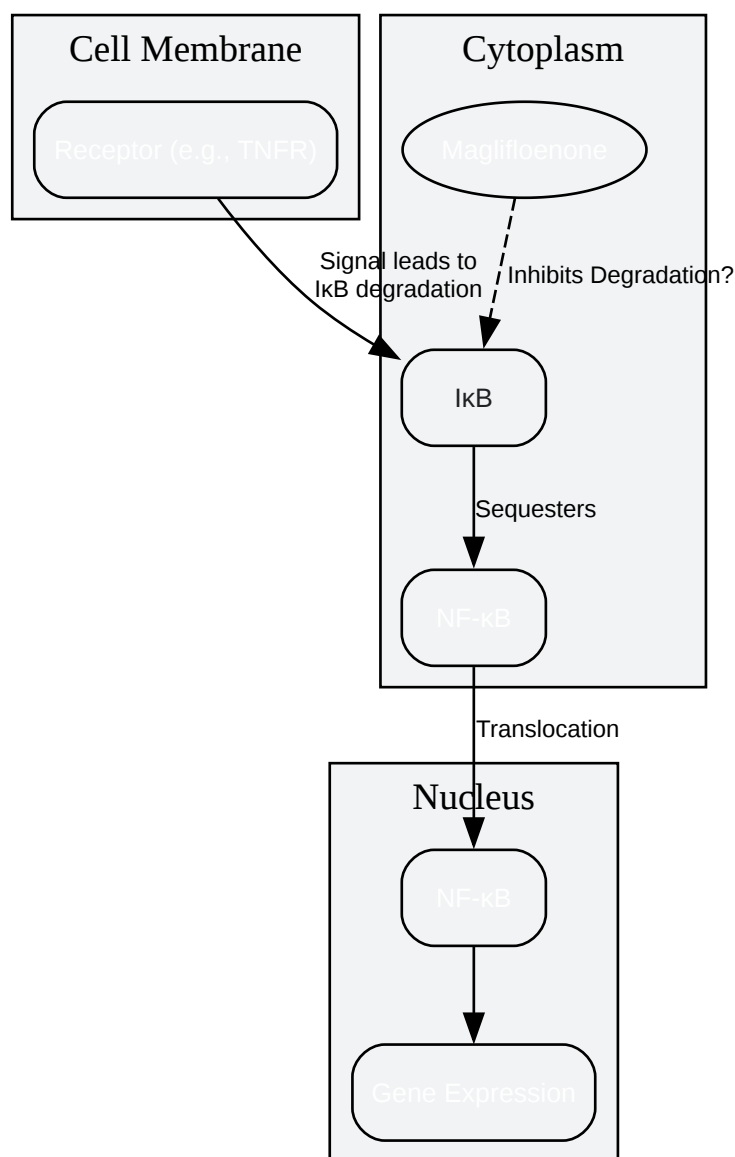 Cell Membrane
Cytoplasm
Receptor (e.g., TNFR)
Maglifloenone
Signal leads to
IκB degradation
Inhibits Degradation?
IκB
Sequesters
NF-κB
Translocation
Nucleus
NF-κB
Gene Expression